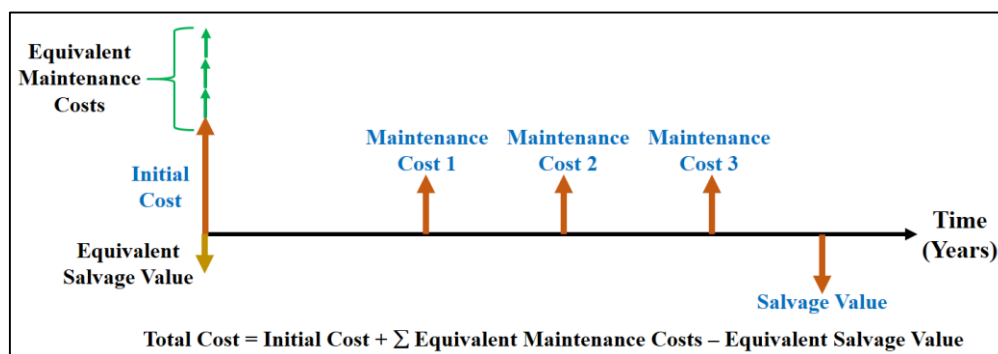 Equivalent
Maintenance
Costs
Initial
Cost
Equivalent
Salvage Value
Maintenance
Cost 1
Maintenance
Cost 2
Maintenance
Cost 3
Time
(Years)
Salvage Value
Total Cost = Initial Cost + ∑ Equivalent Maintenance Costs – Equivalent Salvage Value